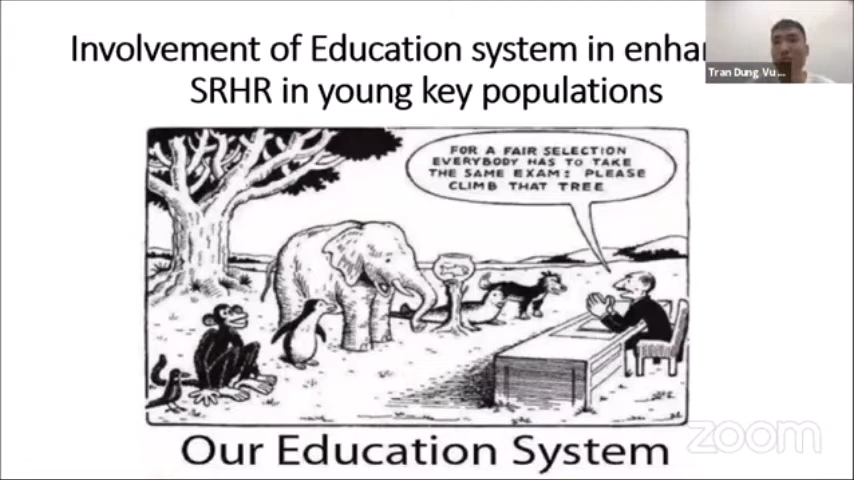 Involvement of Education system in enha
SRHR in young key populations
Tran Dung Vu...
FOR A FAIR SELECTION
EVERYBODY HAS TO TAKE
THE SAME EXAM: PLEASE
CLIMB THAT TREE
Our Education System
zoom